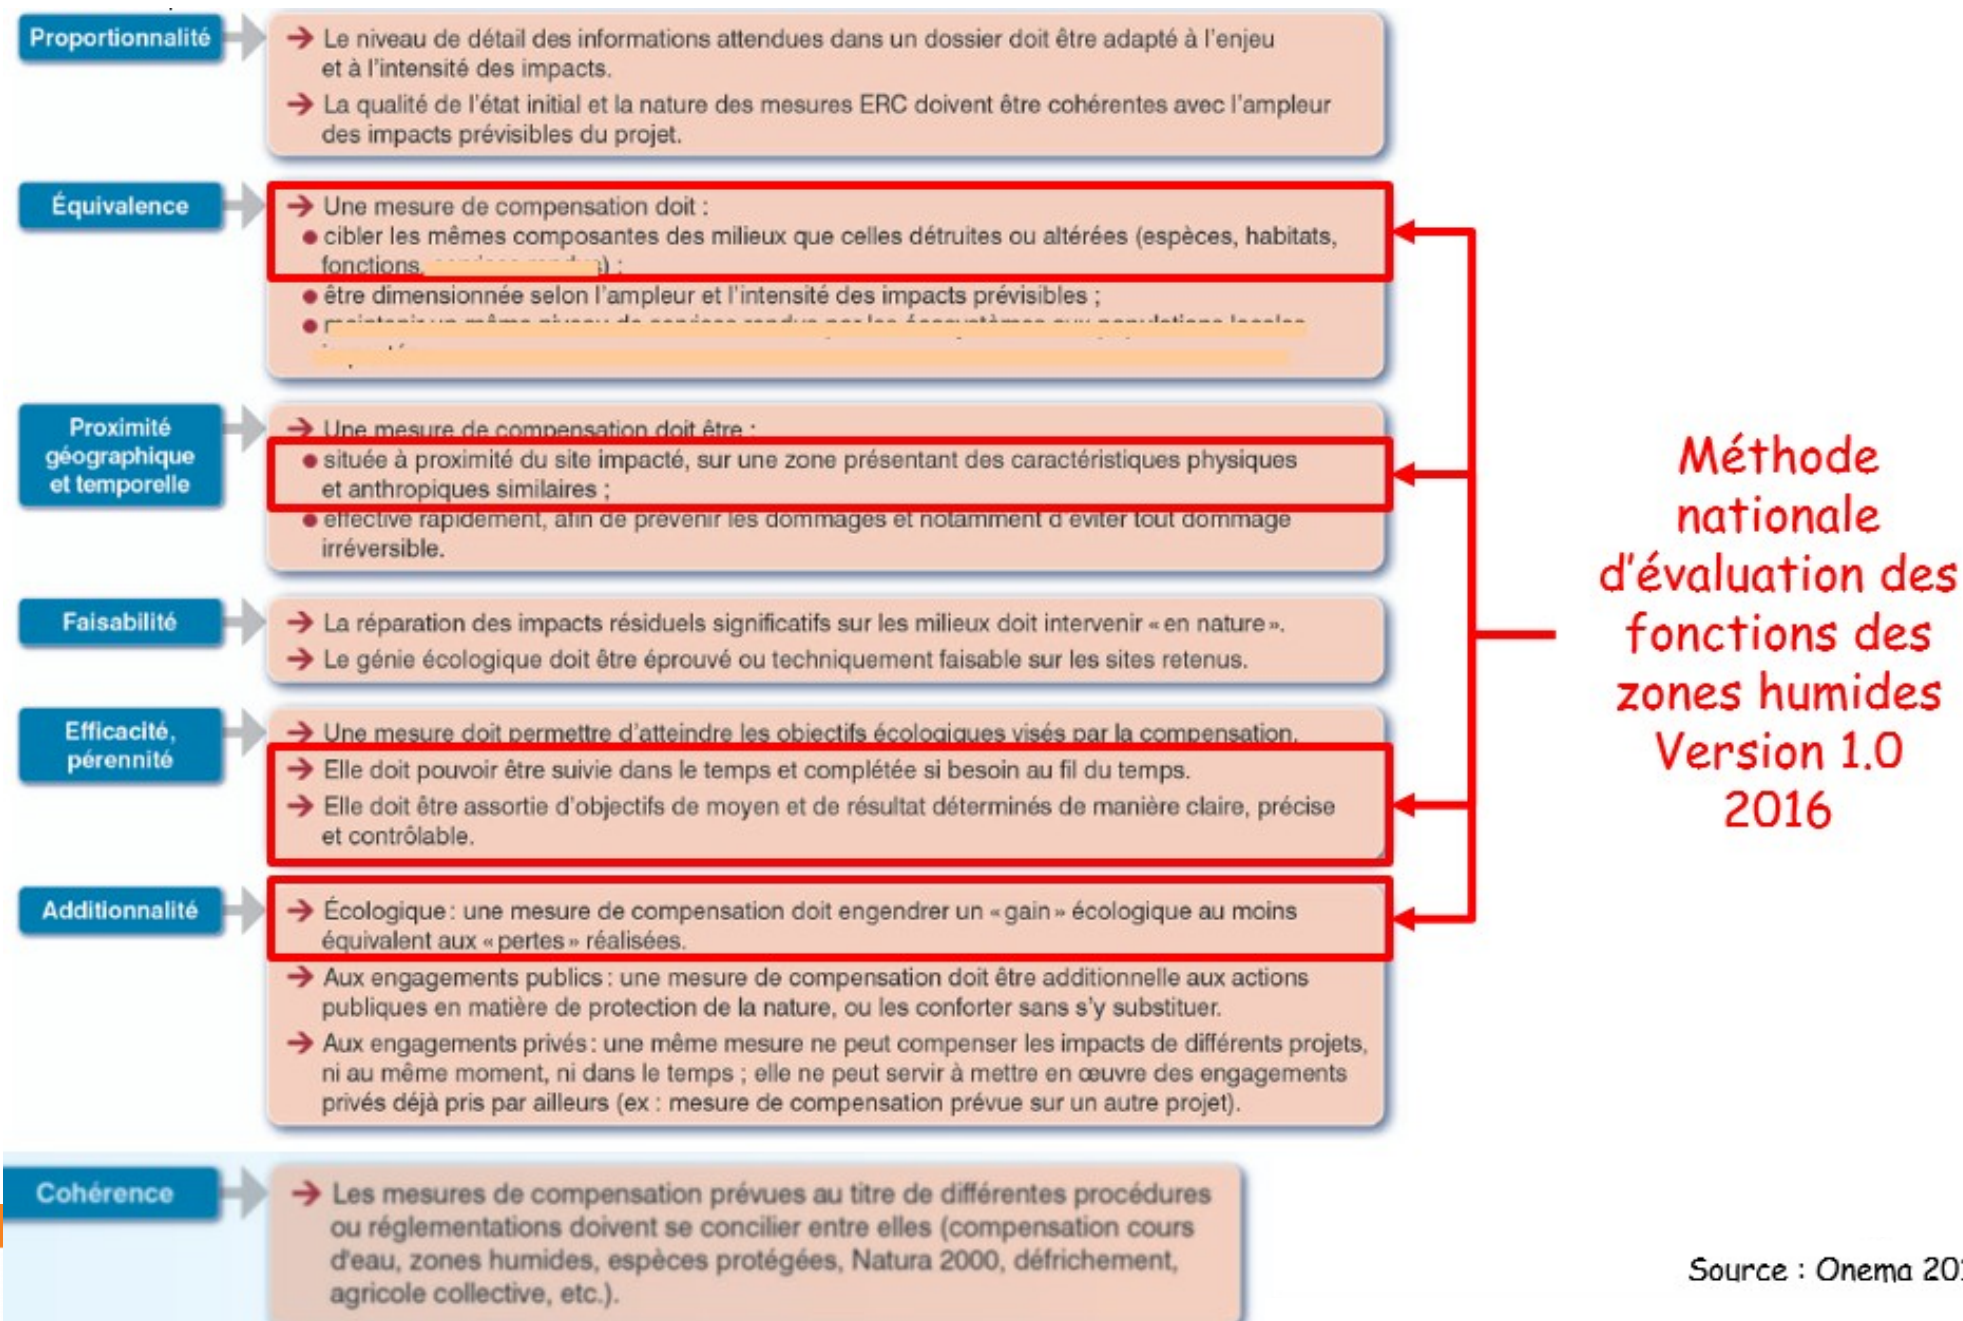 Proportionnalité
→ Le niveau de détail des informations attendues dans un dossier doit être adapté à l'enjeu
et à l'intensité des impacts.
→ La qualité de l'état initial et la nature des mesures ERC doivent être cohérentes avec l'ampleur
des impacts prévisibles du projet.
Équivalence
→ Une mesure de compensation doit :
● cibler les mêmes composantes des milieux que celles détruites ou altérées (espèces, habitats,
fonctions, ) ;
● être dimensionnée selon l'ampleur et l'intensité des impacts prévisibles ;
Proximité
géographique
et temporelle
→ Une mesure de compensation doit être :
● située à proximité du site impacté, sur une zone présentant des caractéristiques physiques
et anthropiques similaires ;
● effective rapidement, afin de prévenir les dommages et notamment d'éviter tout dommage
irréversible.
Faisabilité
→ La réparation des impacts résiduels significatifs sur les milieux doit intervenir « en nature ».
→ Le génie écologique doit être éprouvé ou techniquement faisable sur les sites retenus.
Efficacité,
pérennité
→ Une mesure doit permettre d'atteindre les objectifs écologiques visés par la compensation.
→ Elle doit pouvoir être suivie dans le temps et complétée si besoin au fil du temps.
→ Elle doit être assortie d'objectifs de moyen et de résultat déterminés de manière claire, précise
et contrôlable.
Additionnalité
→ Écologique : une mesure de compensation doit engendrer un « gain » écologique au moins
équivalent aux « pertes » réalisées.
→ Aux engagements publics : une mesure de compensation doit être additionnelle aux actions
publiques en matière de protection de la nature, ou les conforter sans s'y substituer.
→ Aux engagements privés : une même mesure ne peut compenser les impacts de différents projets,
ni au même moment, ni dans le temps ; elle ne peut servir à mettre en œuvre des engagements
privés déjà pris par ailleurs (ex : mesure de compensation prévue sur un autre projet).
Cohérence
→ Les mesures de compensation prévues au titre de différentes procédures
ou réglementations doivent se concilier entre elles (compensation cours
d'eau, zones humides, espèces protégées, Natura 2000, défrichement,
agricole collective, etc.).
Méthode
nationale
d'évaluation des
fonctions des
zones humides
Version 1.0
2016
Source : Onema